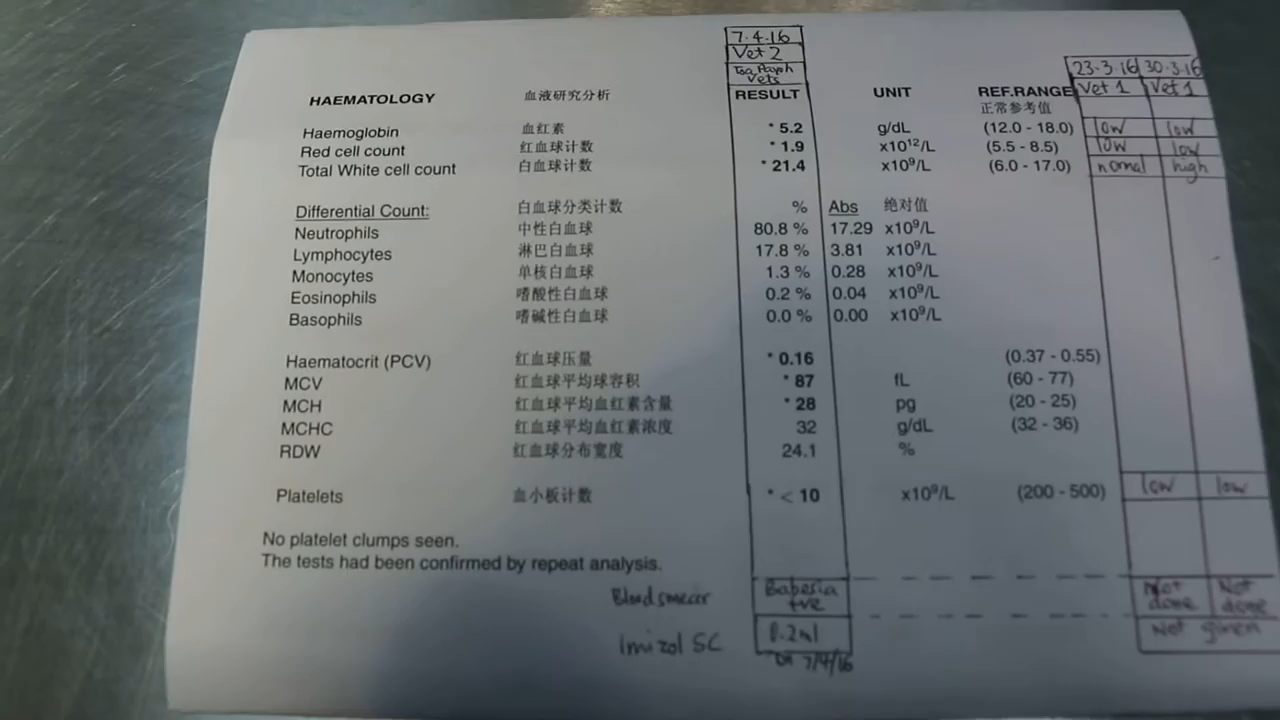 7.4.16
Vet 2
Toa Payoh Vets
23.3.16 30.3.16
Vet 1 Vet 1
HAEMATOLOGY 血液研究分析 RESULT UNIT REF.RANGE
正常参考值
Haemoglobin 血红素 * 5.2 g/dL (12.0 - 18.0) low low
Red cell count 红血球计数 * 1.9 x10¹²/L (5.5 - 8.5) low low
Total White cell count 白血球计数 * 21.4 x10⁹/L (6.0 - 17.0) normal high
Differential Count: 白血球分类计数 % Abs 绝对值
Neutrophils 中性白血球 80.8 % 17.29 x10⁹/L
Lymphocytes 淋巴白血球 17.8 % 3.81 x10⁹/L
Monocytes 单核白血球 1.3 % 0.28 x10⁹/L
Eosinophils 嗜酸性白血球 0.2 % 0.04 x10⁹/L
Basophils 嗜碱性白血球 0.0 % 0.00 x10⁹/L
Haematocrit (PCV) 红血球压量 * 0.16 (0.37 - 0.55)
MCV 红血球平均球容积 * 87 fL (60 - 77)
MCH 红血球平均血红素含量 * 28 pg (20 - 25)
MCHC 红血球平均血红素浓度 32 g/dL (32 - 36)
RDW 红血球分布宽度 24.1 %
Platelets 血小板计数 * < 10 x10⁹/L (200 - 500) low low
No platelet clumps seen.
The tests had been confirmed by repeat analysis.
Blood smear Babesia +ve Not done Not done
Imizol SC 0.2ml Not given
on 7/4/16